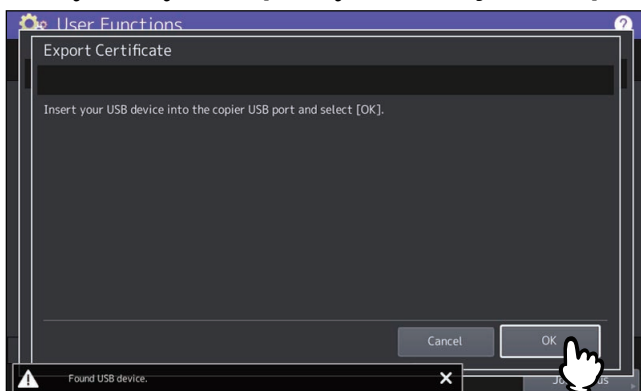 User Functions
?
Export Certificate
Insert your USB device into the copier USB port and select [OK].
Cancel
OK
Found USB device.